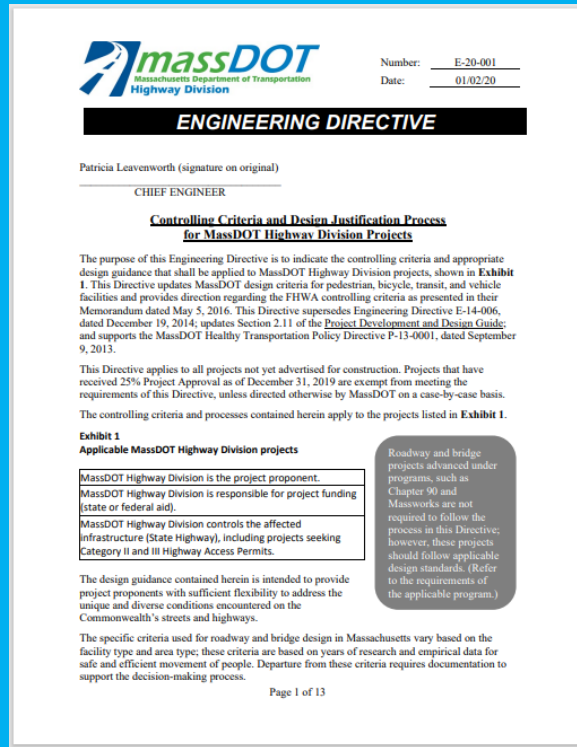 massDOT
Massachusetts Department of Transportation
Highway Division
Number: E-20-001
Date: 01/02/20
ENGINEERING DIRECTIVE
Patricia Leavenworth (signature on original)
CHIEF ENGINEER
Controlling Criteria and Design Justification Process
for MassDOT Highway Division Projects
The purpose of this Engineering Directive is to indicate the controlling criteria and appropriate
design guidance that shall be applied to MassDOT Highway Division projects, shown in Exhibit
1. This Directive updates MassDOT design criteria for pedestrian, bicycle, transit, and vehicle
facilities and provides direction regarding the FHWA controlling criteria as presented in their
Memorandum dated May 5, 2016. This Directive supersedes Engineering Directive E-14-006,
dated December 19, 2014; updates Section 2.11 of the Project Development and Design Guide;
and supports the MassDOT Healthy Transportation Policy Directive P-13-0001, dated September
9, 2013.
This Directive applies to all projects not yet advertised for construction. Projects that have
received 25% Project Approval as of December 31, 2019 are exempt from meeting the
requirements of this Directive, unless directed otherwise by MassDOT on a case-by-case basis.
The controlling criteria and processes contained herein apply to the projects listed in Exhibit 1.
Exhibit 1
Applicable MassDOT Highway Division projects
MassDOT Highway Division is the project proponent.
MassDOT Highway Division is responsible for project funding
(state or federal aid).
MassDOT Highway Division controls the affected
infrastructure (State Highway), including projects seeking
Category II and III Highway Access Permits.
Roadway and bridge
projects advanced under
programs, such as
Chapter 90 and
Massworks are not
required to follow the
process in this Directive;
however, these projects
should follow applicable
design standards. (Refer
to the requirements of
the applicable program.)
The design guidance contained herein is intended to provide
project proponents with sufficient flexibility to address the
unique and diverse conditions encountered on the
Commonwealth's streets and highways.
The specific criteria used for roadway and bridge design in Massachusetts vary based on the
facility type and area type; these criteria are based on years of research and empirical data for
safe and efficient movement of people. Departure from these criteria requires documentation to
support the decision-making process.
Page 1 of 13